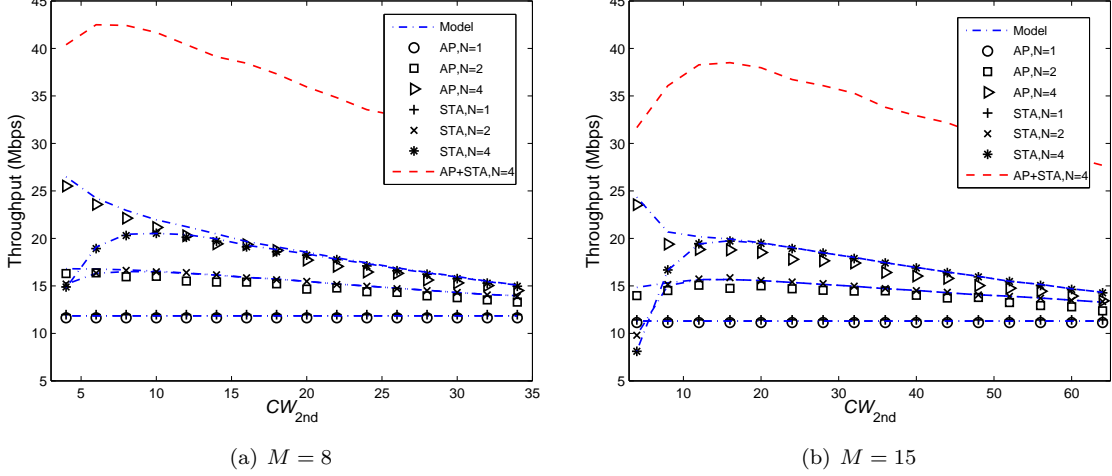 45
40
35
30
25
20
15
10
5
Throughput (Mbps)
5 10 15 20 25 30 35
CW2nd
Model
AP,N=1
AP,N=2
AP,N=4
STA,N=1
STA,N=2
STA,N=4
AP+STA,N=4
(a) M = 8
45
40
35
30
25
20
15
10
5
Throughput (Mbps)
10 20 30 40 50 60
CW2nd
Model
AP,N=1
AP,N=2
AP,N=4
STA,N=1
STA,N=2
STA,N=4
AP+STA,N=4
(b) M = 15